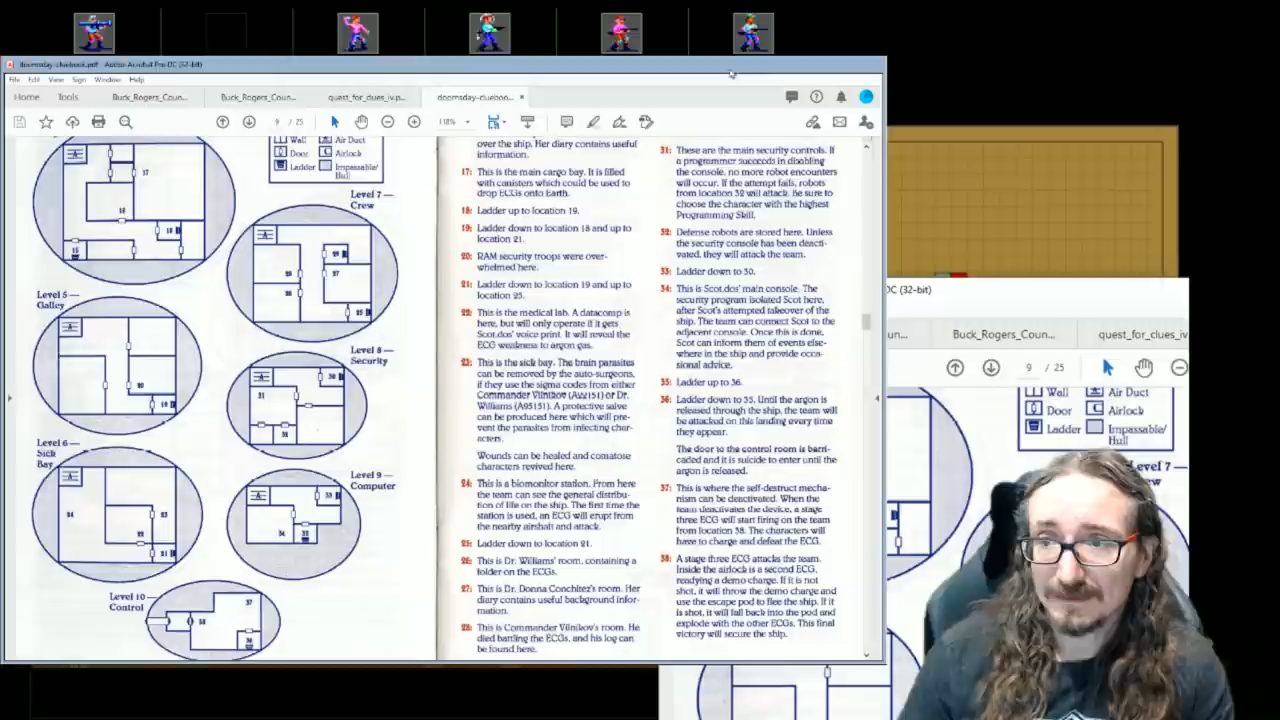 doomsday-cluebook.pdf - Adobe Acrobat Pro DC (32-bit)
File Edit View Sign Window Help
Home Tools Buck_Rogers_Coun... Buck_Rogers_Coun... quest_for_clues_iv.p... doomsday-clueboo... ×
9 / 25 118%
Wall Air Duct
Door Airlock
Ladder Impassable/
Hull
17
18
19
15
Level 7 —
Crew
Level 5 —
Galley
20
19
29
28
27
26
25
Level 8 —
Security
30
31
Level 6 —
Sick
Bay
24
23
22
21
Level 9 —
Computer
33
34
Level 10 —
Control
37
38
36
over the ship. Her diary contains useful
information.
17: This is the main cargo bay. It is filled
with canisters which could be used to
drop ECGs onto Earth.
18: Ladder up to location 19.
19: Ladder down to location 18 and up to
location 21.
20: RAM security troops were over-
whelmed here.
21: Ladder down to location 19 and up to
location 25.
22: This is the medical lab. A datacomp is
here, but will only operate if it gets
Scot.dos' voice print. It will reveal the
ECG weakness to argon gas.
23: This is the sick bay. The brain parasites
can be removed by the auto-surgeons,
if they use the sigma codes from either
Commander Vilnikov (A99151) or Dr.
Williams (A95151). A protective salve
can be produced here which will pre-
vent the parasites from infecting char-
acters.
Wounds can be healed and comatose
characters revived here.
24: This is a biomonitor station. From here
the team can see the general distribu-
tion of life on the ship. The first time the
station is used, an ECG will erupt from
the nearby airshaft and attack.
25: Ladder down to location 21.
26: This is Dr. Williams' room, containing a
folder on the ECGs.
27: This is Dr. Donna Conchitez's room. Her
diary contains useful background infor-
mation.
28: This is Commander Vilnikov's room. He
died battling the ECGs, and his log can
be found here.
31: These are the main security controls. If
a programmer succeeds in disabling
the console, no more robot encounters
will occur. If the attempt fails, robots
from location 32 will attack. Be sure to
choose the character with the highest
Programming Skill.
32: Defense robots are stored here. Unless
the security console has been deacti-
vated, they will attack the team.
33: Ladder down to 30.
34: This is Scot.dos' main console. The
security program isolated Scot here,
after Scot's attempted takeover of the
ship. The team can connect Scot to the
adjacent console. Once this is done,
Scot can inform them of events else-
where in the ship and provide occa-
sional advice.
35: Ladder up to 36.
36: Ladder down to 35. Until the argon is
released through the ship, the team will
be attacked on this landing every time
they appear.
The door to the control room is barri-
caded and it is suicide to enter until the
argon is released.
37: This is where the self-destruct mecha-
nism can be deactivated. When the
team deactivates the device, a stage
three ECG will start firing on the team
from location 38. The characters will
have to charge and defeat the ECG.
38: A stage three ECG attacks the team.
Inside the airlock is a second ECG,
readying a demo charge. If it is not
shot, it will throw the demo charge and
use the escape pod to flee the ship. If it
is shot, it will fall back into the pod and
explode with the other ECGs. This final
victory will secure the ship.
DC (32-bit)
un... Buck_Rogers_Coun... quest_for_clues_iv
9 / 25
Wall Air Duct
Door Airlock
Ladder Impassable/
Hull